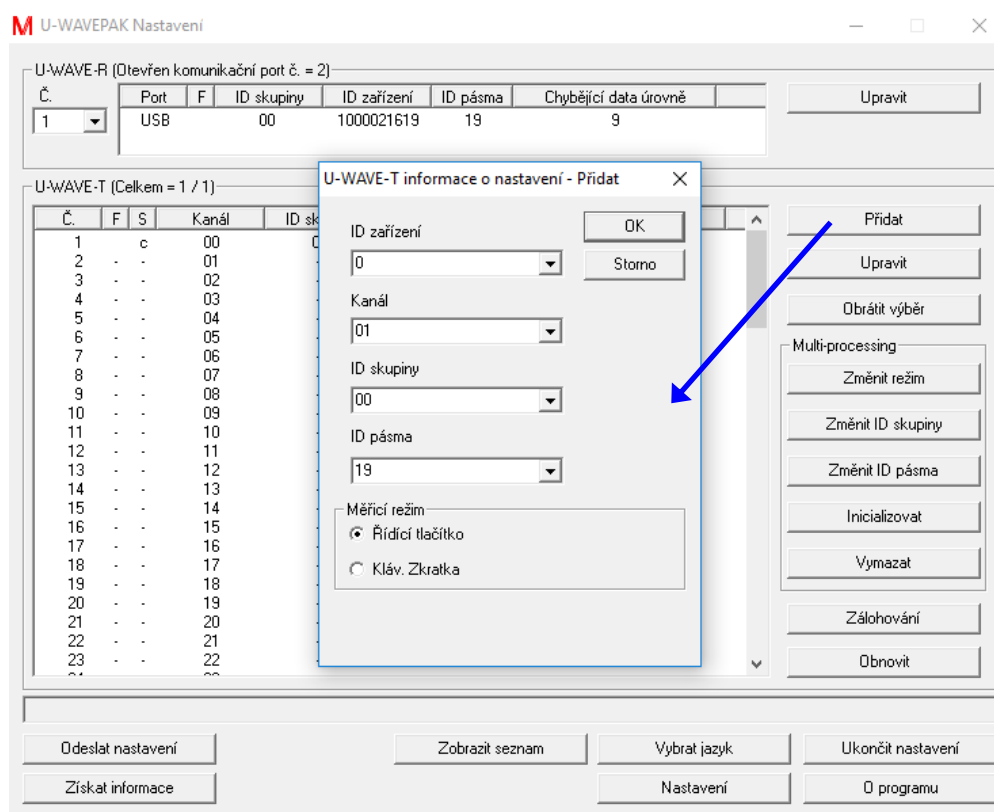 M U-WAVEPAK Nastavení
U-WAVE-R (Otevřen komunikační port č. = 2)
Č. Port F ID skupiny ID zařízení ID pásma Chybějící data úrovně
1 USB 00 1000021619 19 9
Upravit
U-WAVE-T (Celkem = 1 / 1)
Č. F S Kanál ID sk
1 c 00 0
2 - - 01 -
3 - - 02 -
4 - - 03 -
5 - - 04 -
6 - - 05 -
7 - - 06 -
8 - - 07 -
9 - - 08 -
10 - - 09 -
11 - - 10 -
12 - - 11 -
13 - - 12 -
14 - - 13 -
15 - - 14 -
16 - - 15 -
17 - - 16 -
18 - - 17 -
19 - - 18 -
20 - - 19 -
21 - - 20 -
22 - - 21 -
23 - - 22 -
U-WAVE-T informace o nastavení - Přidat
ID zařízení
0
Kanál
01
ID skupiny
00
ID pásma
19
Měřicí režim
Řídící tlačítko
Kláv. Zkratka
OK
Storno
Přidat
Upravit
Obrátit výběr
Multi-processing
Změnit režim
Změnit ID skupiny
Změnit ID pásma
Inicializovat
Vymazat
Zálohování
Obnovit
Odeslat nastavení
Zobrazit seznam
Vybrat jazyk
Ukončit nastavení
Získat informace
Nastavení
O programu